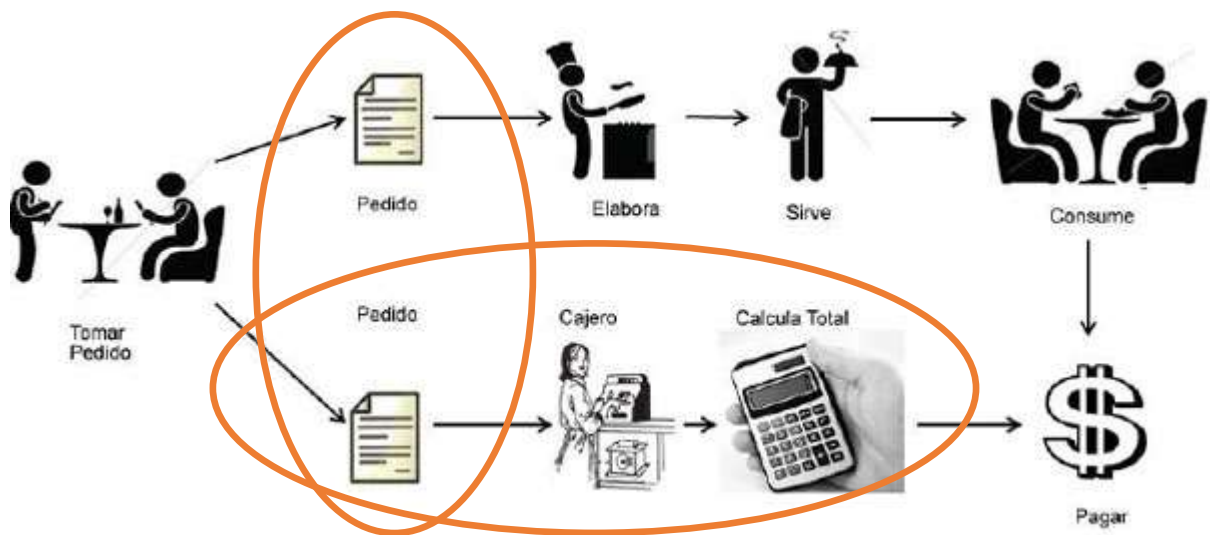 Pedido
Elabora
Sirve
Consume
Tomar
Pedido
Pedido
Cajero
Calcula Total
$
Pagar